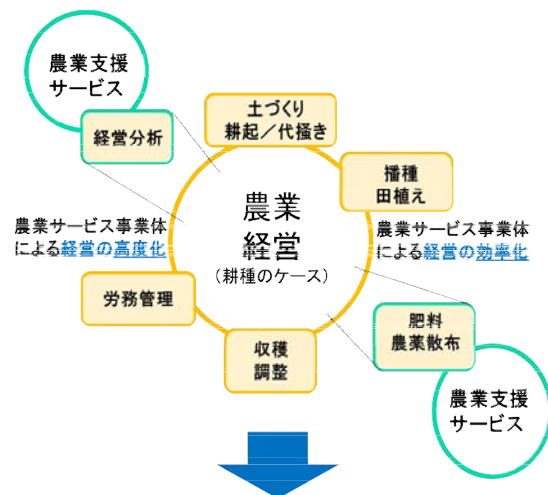 農業支援
サービス
経営分析
土づくり
耕起／代掻き
播種
田植え
農業
経営
(耕種のケース)
農業サービス事業体
による経営の高度化
農業サービス事業体
による経営の効率化
労務管理
収穫
調整
肥料
農薬散布
農業支援
サービス